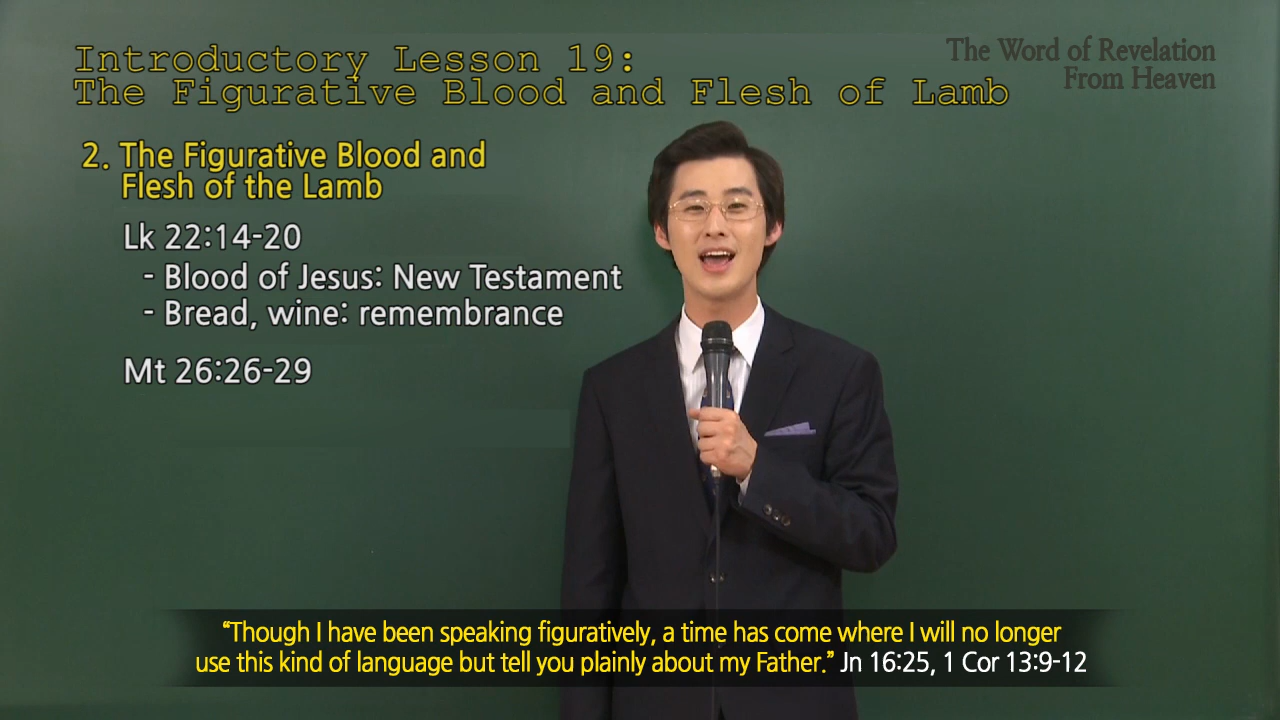 Introductory Lesson 19:
The Figurative Blood and Flesh of Lamb
The Word of Revelation
From Heaven
2. The Figurative Blood and
Flesh of the Lamb
Lk 22:14-20
- Blood of Jesus: New Testament
- Bread, wine: remembrance
Mt 26:26-29
“Though I have been speaking figuratively, a time has come where I will no longer
use this kind of language but tell you plainly about my Father.” Jn 16:25, 1 Cor 13:9-12